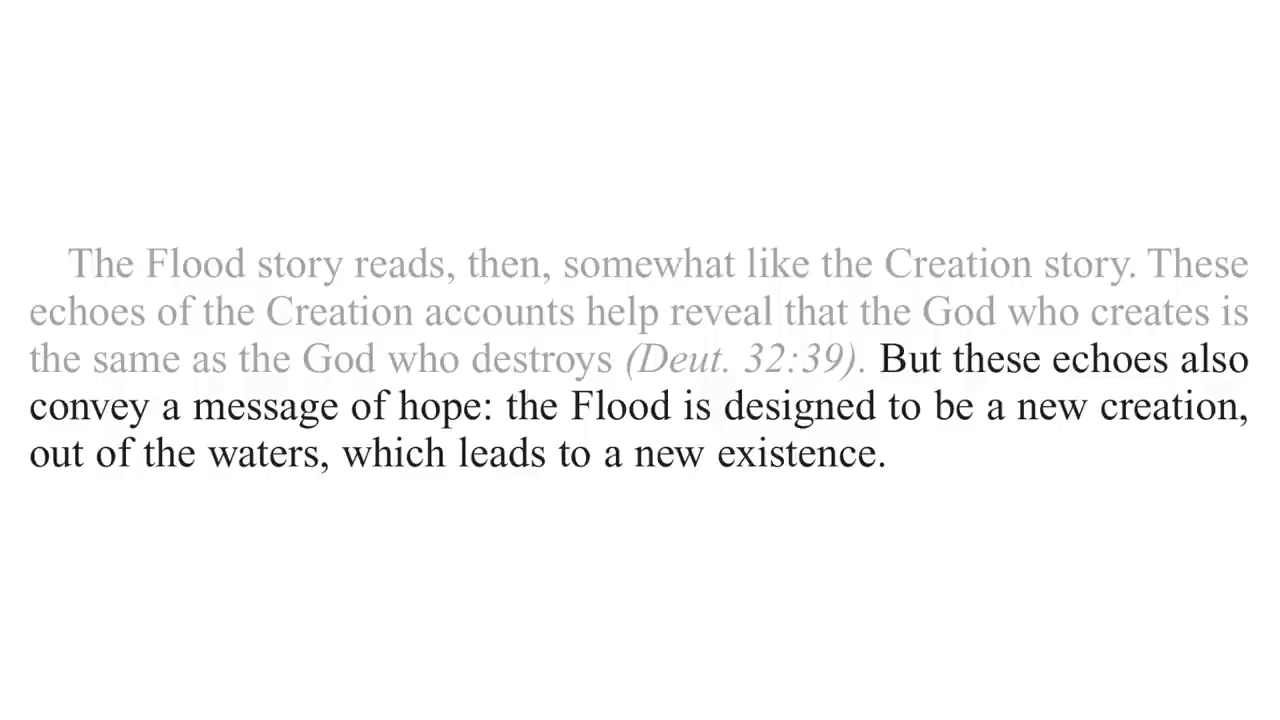 The Flood story reads, then, somewhat like the Creation story. These
echoes of the Creation accounts help reveal that the God who creates is
the same as the God who destroys (Deut. 32:39). But these echoes also
convey a message of hope: the Flood is designed to be a new creation,
out of the waters, which leads to a new existence.